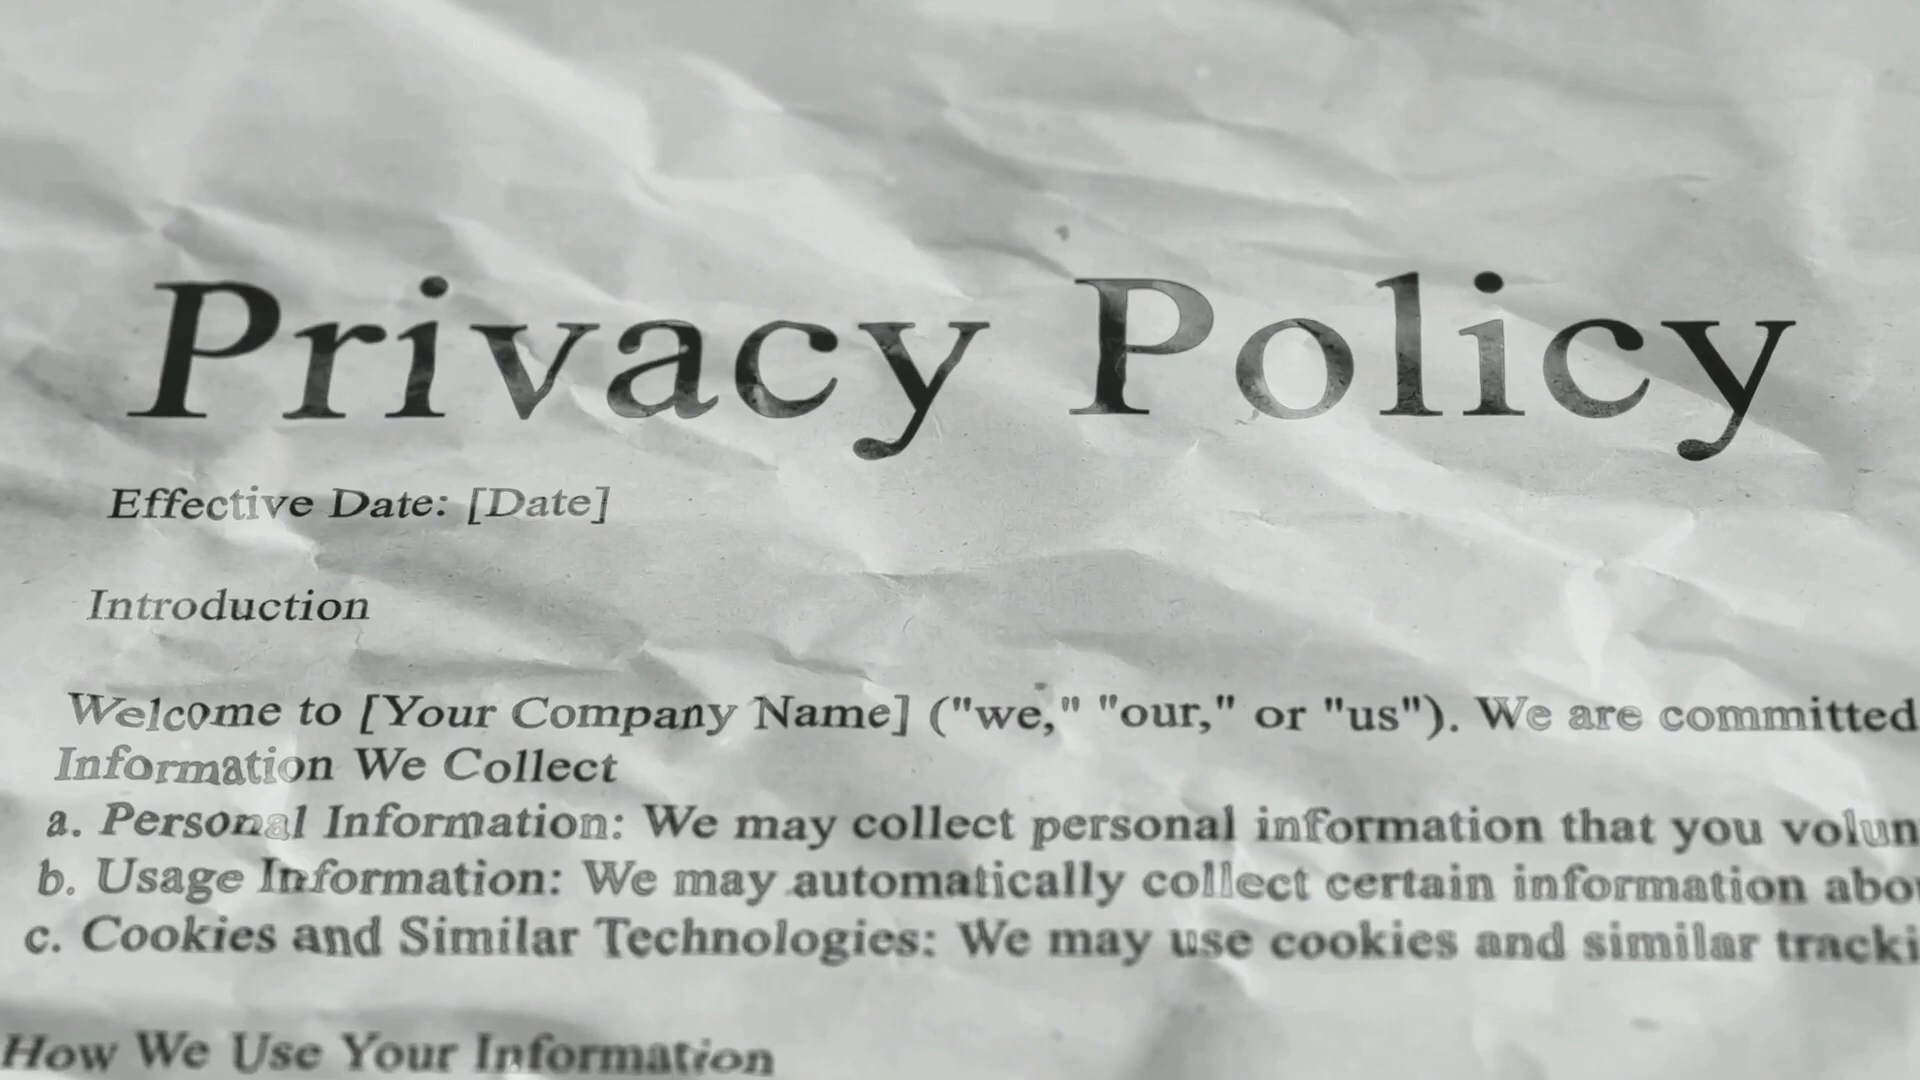 Privacy Policy
Effective Date: [Date]
Introduction
Welcome to [Your Company Name] ("we," "our," or "us"). We are committed
Information We Collect
a. Personal Information: We may collect personal information that you
b. Usage Information: We may automatically collect certain information
c. Cookies and Similar Technologies: We may use cookies and similar
How We Use Your Information